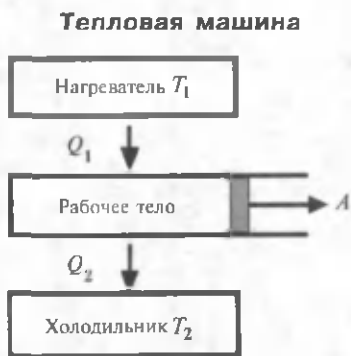 Тепловая машина
Нагреватель T₁
Q₁
Рабочее тело
A
Q₂
Холодильник T₂